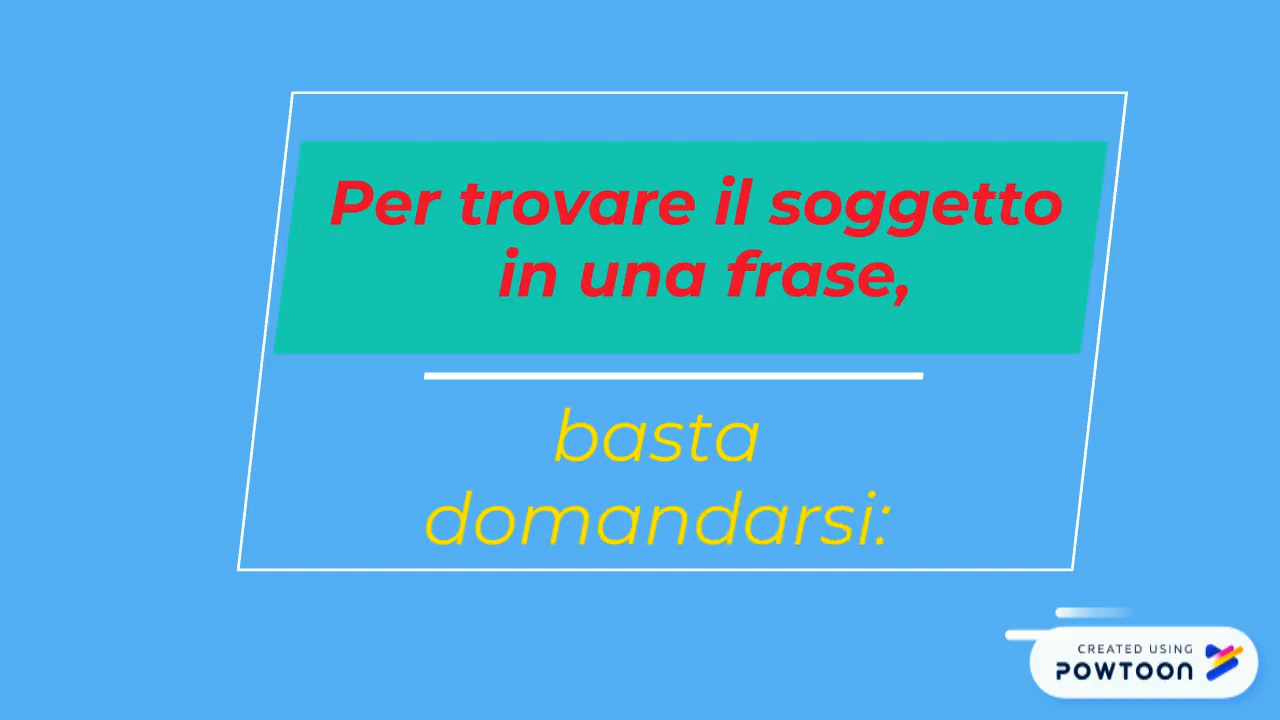 Per trovare il soggetto
in una frase,
basta
domandarsi:
CREATED USING
POWTOON